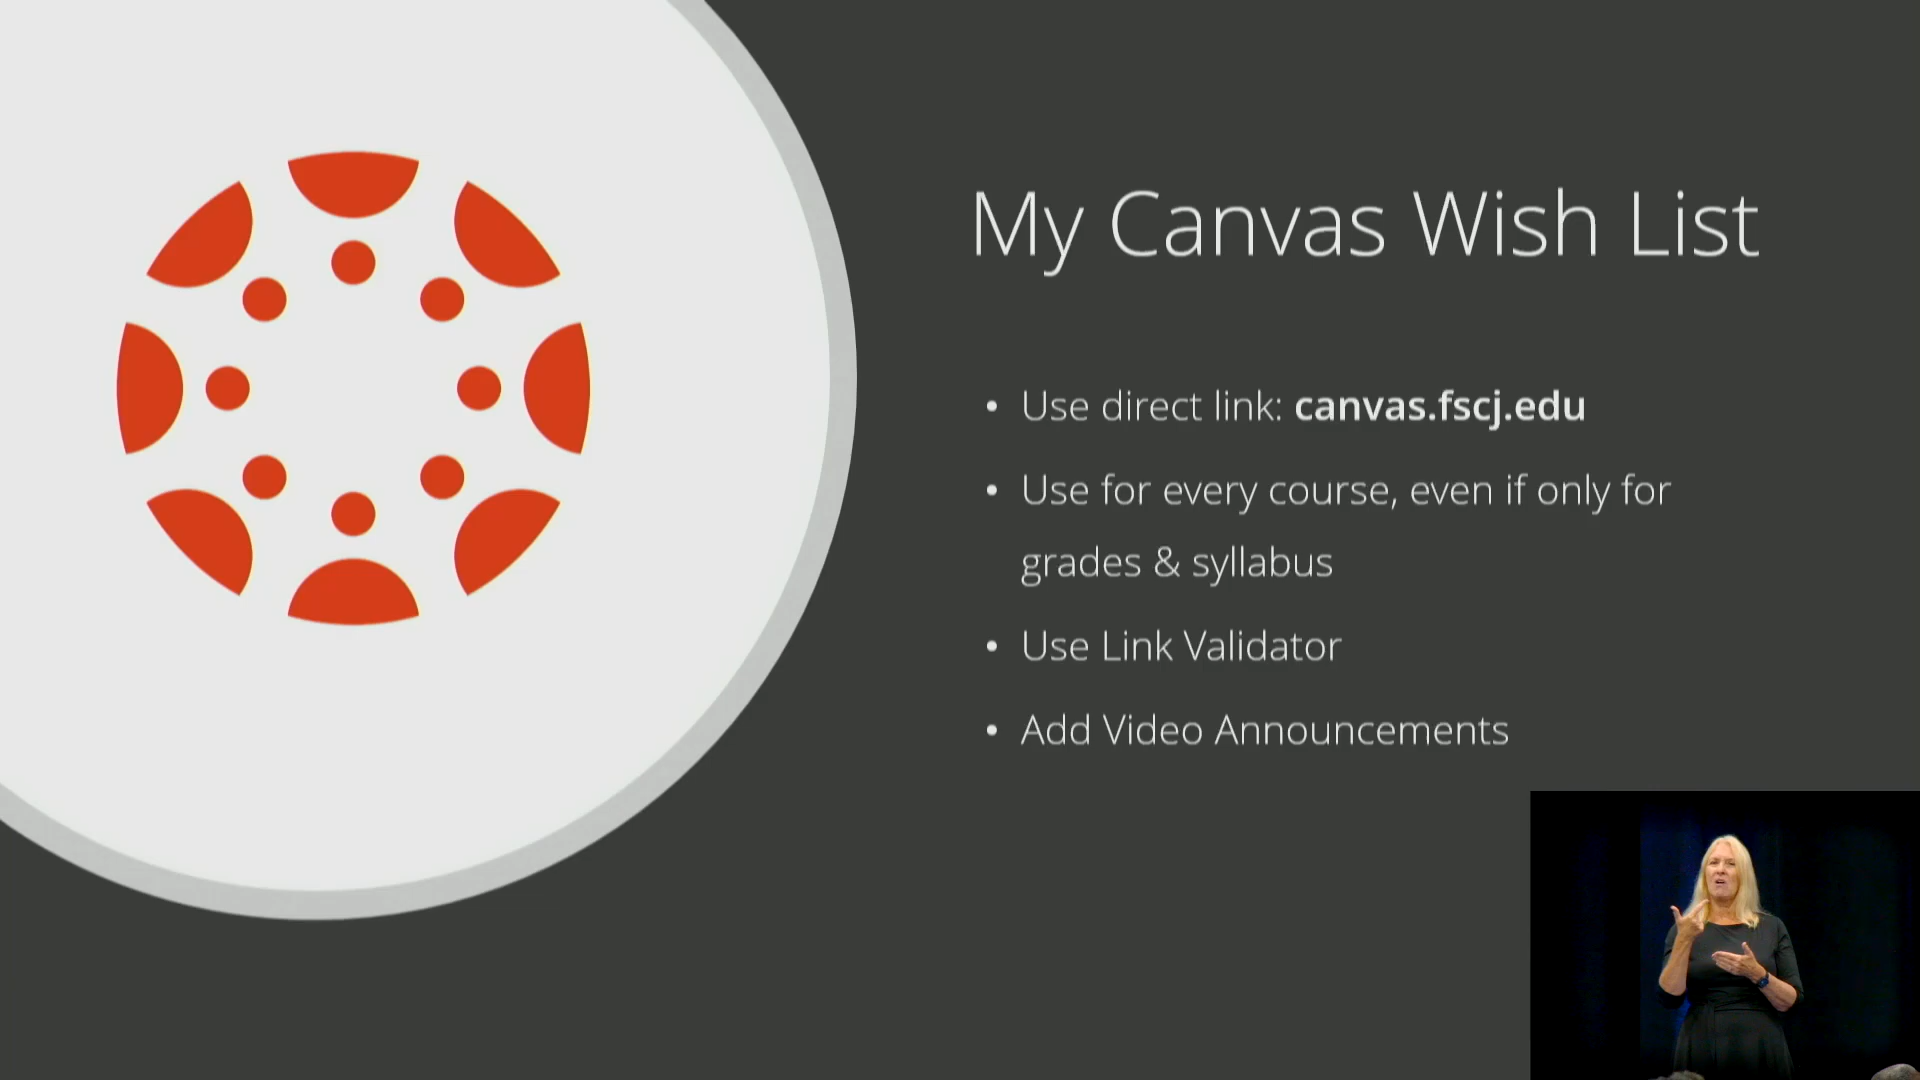 My Canvas Wish List
• Use direct link: canvas.fscj.edu
• Use for every course, even if only for
grades & syllabus
• Use Link Validator
• Add Video Announcements